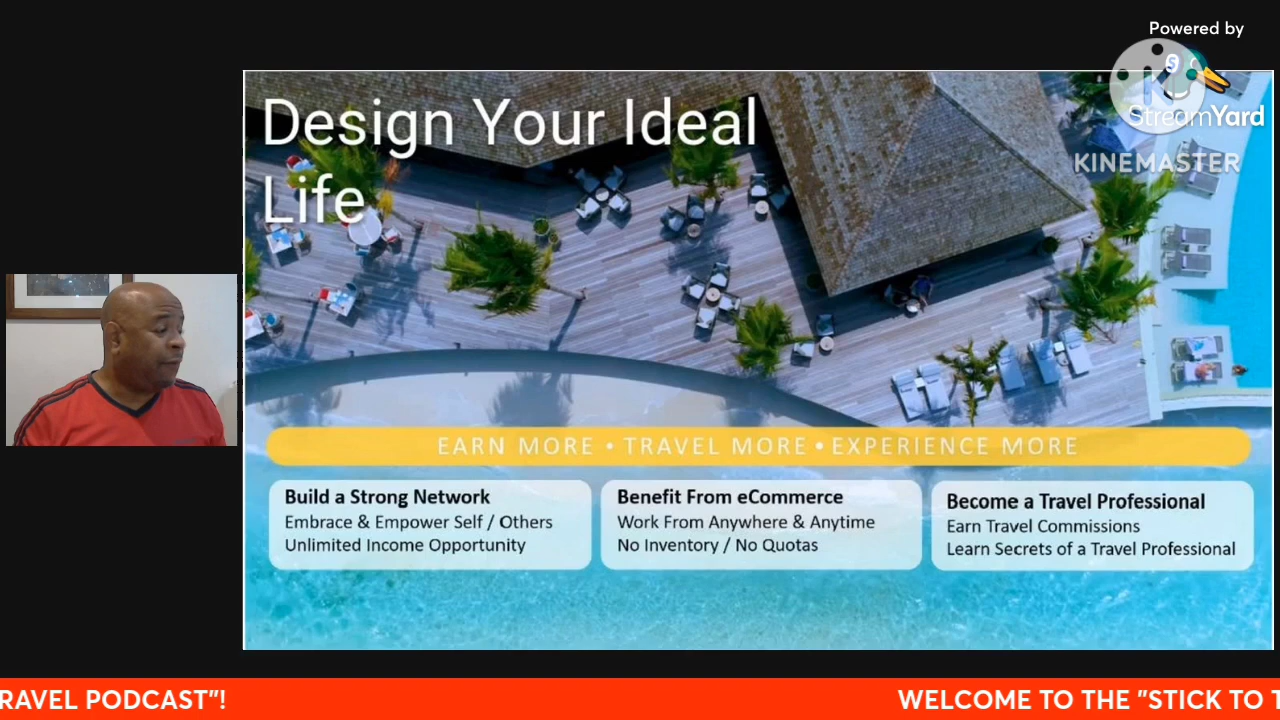 Powered by
StreamYard
KINEMASTER
Design Your Ideal
Life
EARN MORE • TRAVEL MORE • EXPERIENCE MORE
Build a Strong Network
Embrace & Empower Self / Others
Unlimited Income Opportunity
Benefit From eCommerce
Work From Anywhere & Anytime
No Inventory / No Quotas
Become a Travel Professional
Earn Travel Commissions
Learn Secrets of a Travel Professional
RAVEL PODCAST"!
WELCOME TO THE "STICK TO T